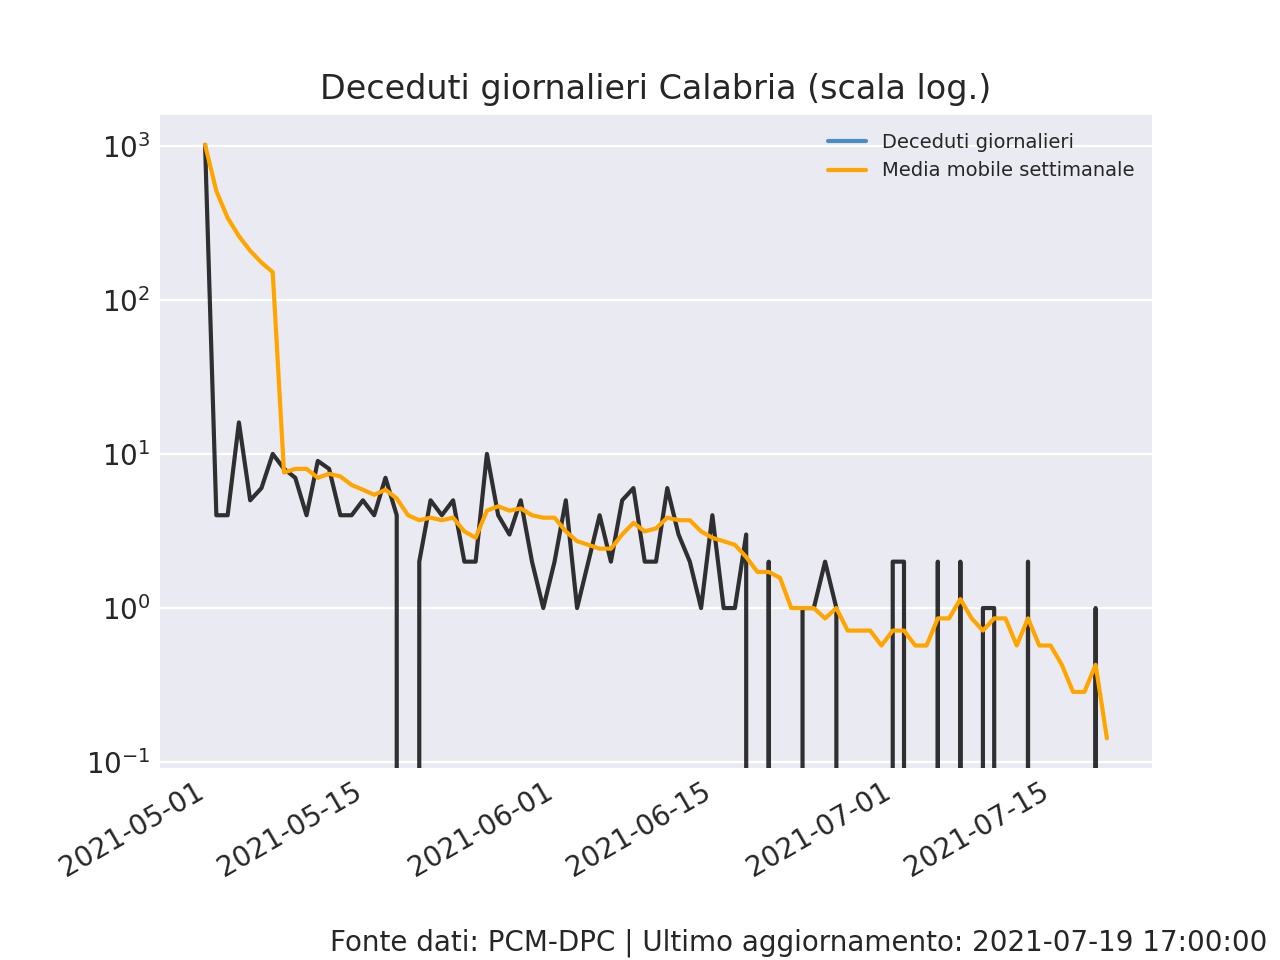 Deceduti giornalieri Calabria (scala log.)
Deceduti giornalieri
Media mobile settimanale
10³
10²
10¹
10⁰
10⁻¹
2021-05-01
2021-05-15
2021-06-01
2021-06-15
2021-07-01
2021-07-15
Fonte dati: PCM-DPC | Ultimo aggiornamento: 2021-07-19 17:00:00